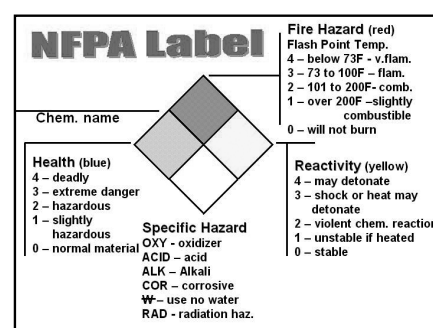 NFPA Label
Fire Hazard (red)
Flash Point Temp.
4 – below 73F - v.flam.
3 – 73 to 100F – flam.
2 – 101 to 200F- comb.
1 – over 200F –slightly
combustible
0 – will not burn
Chem. name
Health (blue)
4 – deadly
3 – extreme danger
2 – hazardous
1 – slightly
hazardous
0 – normal material
Reactivity (yellow)
4 – may detonate
3 – shock or heat may
detonate
2 – violent chem. reaction
1 – unstable if heated
0 – stable
Specific Hazard
OXY - oxidizer
ACID – acid
ALK – Alkali
COR – corrosive
W – use no water
RAD - radiation haz.